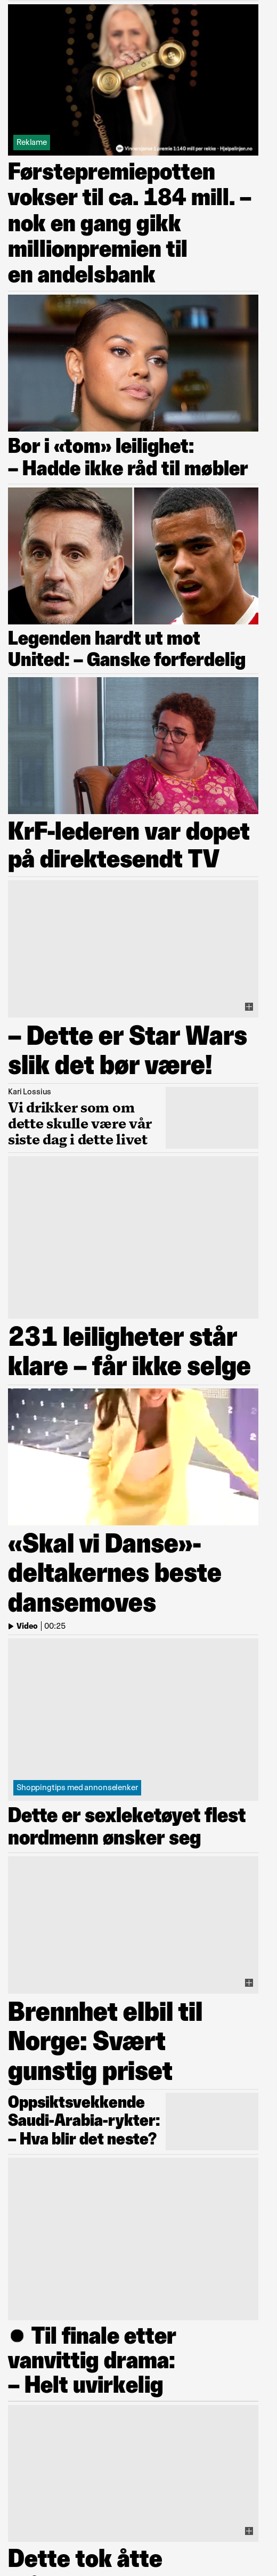 Reklame
Vinnersjanse 1. premie 1:140 mill per rekke - Hjelpelinjen.no
Førstepremiepotten
vokser til ca. 184 mill. –
nok en gang gikk
millionpremien til
en andelsbank
Bor i «tom» leilighet:
– Hadde ikke råd til møbler
Legenden hardt ut mot
United: – Ganske forferdelig
KrF-lederen var dopet
på direktesendt TV
– Dette er Star Wars
slik det bør være!
Kari Lossius
Vi drikker som om
dette skulle være vår
siste dag i dette livet
231 leiligheter står
klare – får ikke selge
«Skal vi Danse»-
deltakernes beste
dansemoves
Video | 00:25
Shoppingtips med annonselenker
Dette er sexleketøyet flest
nordmenn ønsker seg
Brennhet elbil til
Norge: Svært
gunstig priset
Oppsiktsvekkende
Saudi-Arabia-rykter:
– Hva blir det neste?
Til finale etter
vanvittig drama:
– Helt uvirkelig
Dette tok åtte